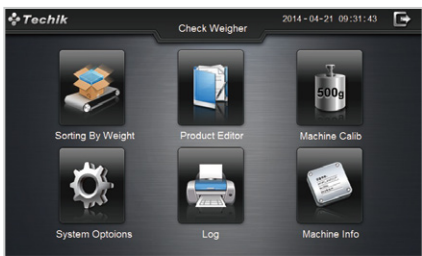 Techik
Check Weigher
2014-04-21 09:31:43
500g
Sorting By Weight
Product Editor
Machine Calib
System Optoions
Log
Machine Info